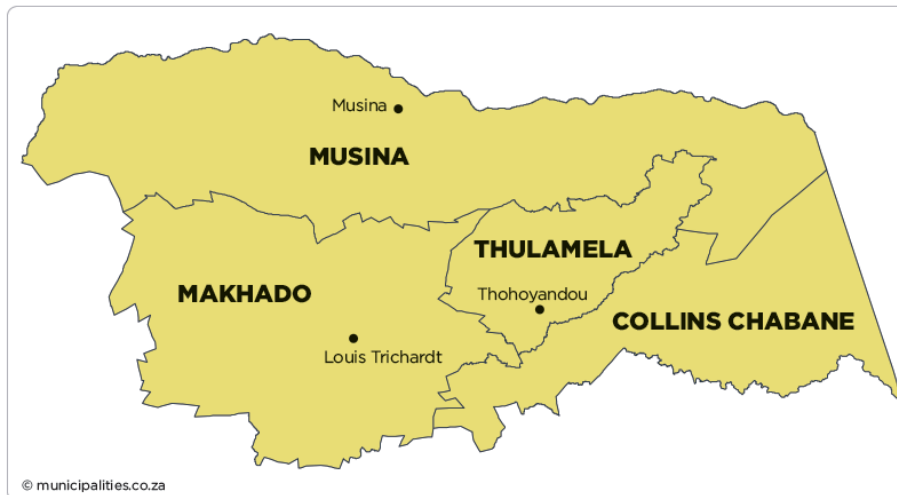 Musina
MUSINA
THULAMELA
MAKHADO
Thohoyandou
COLLINS CHABANE
Louis Trichardt
© municipalities.co.za